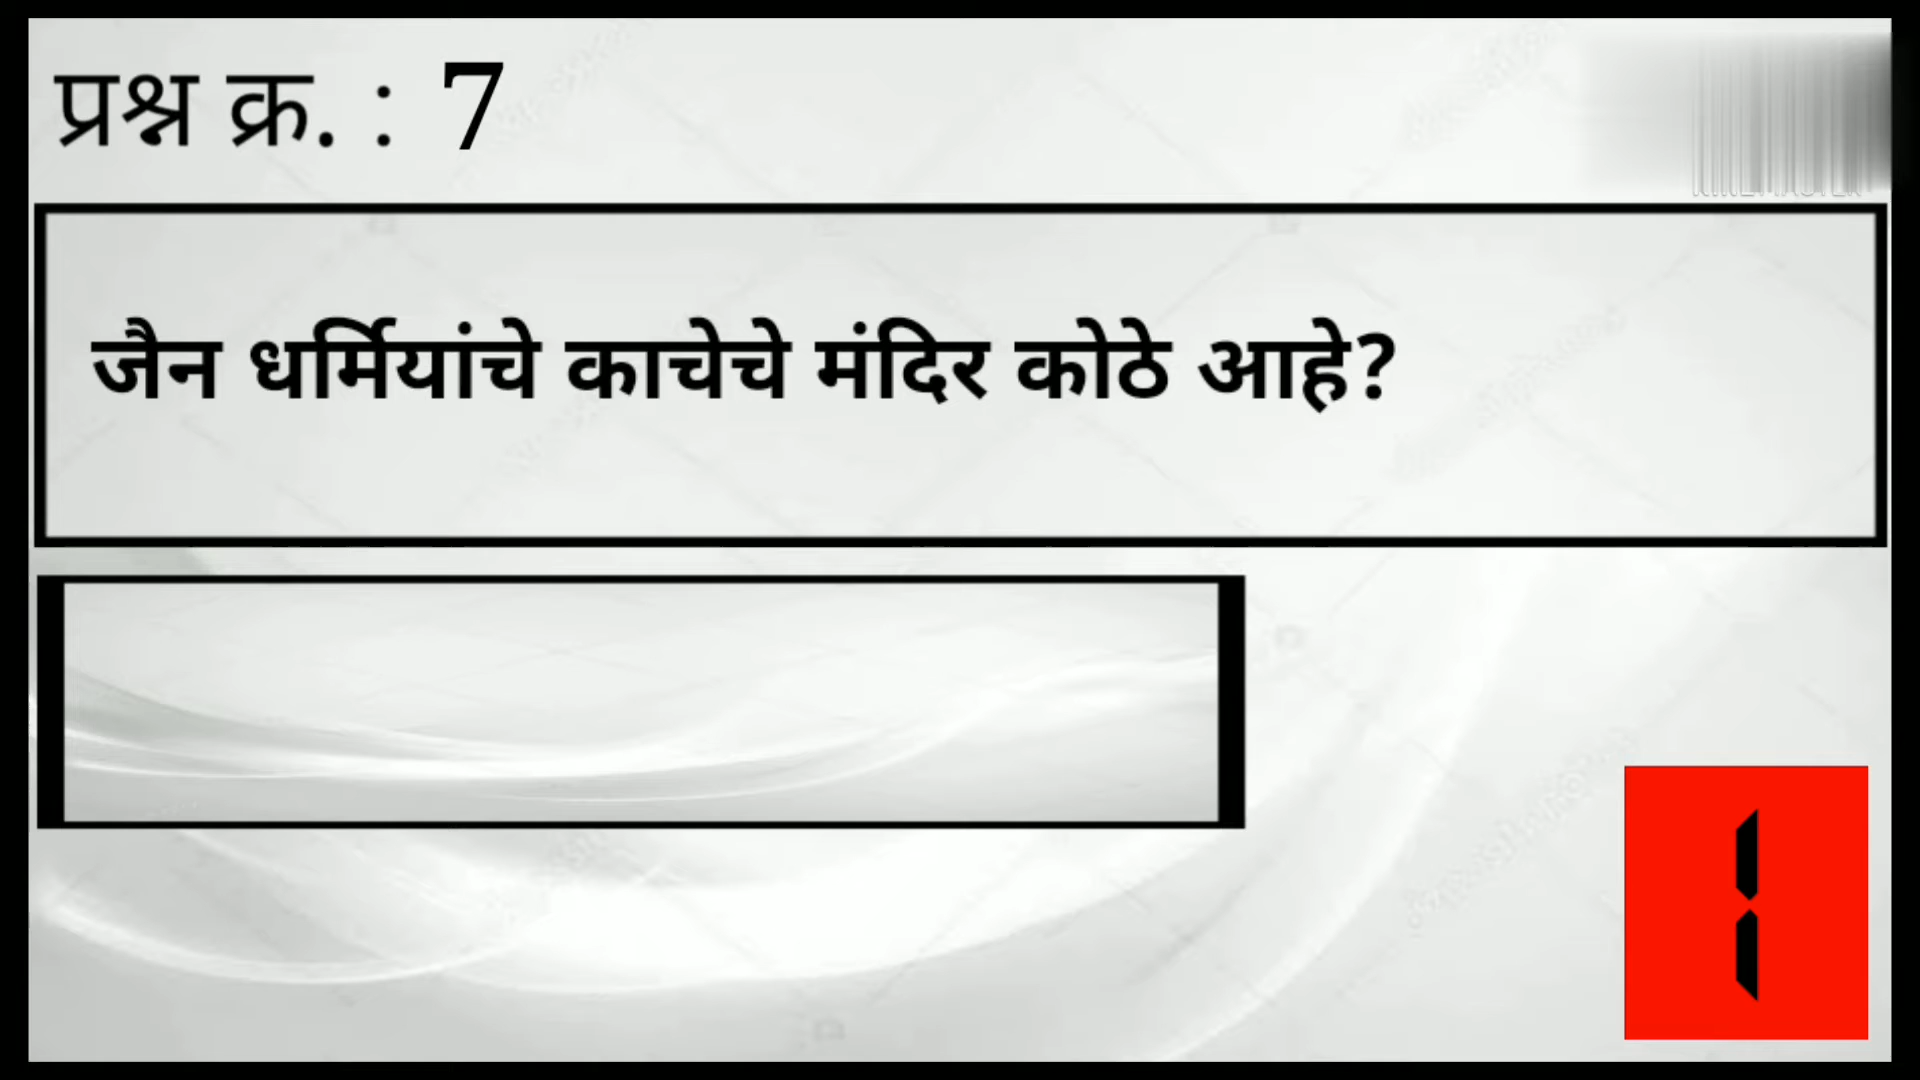 प्रश्न क्र. : 7
जैन धर्मियांचे काचेचे मंदिर कोठे आहे?
1